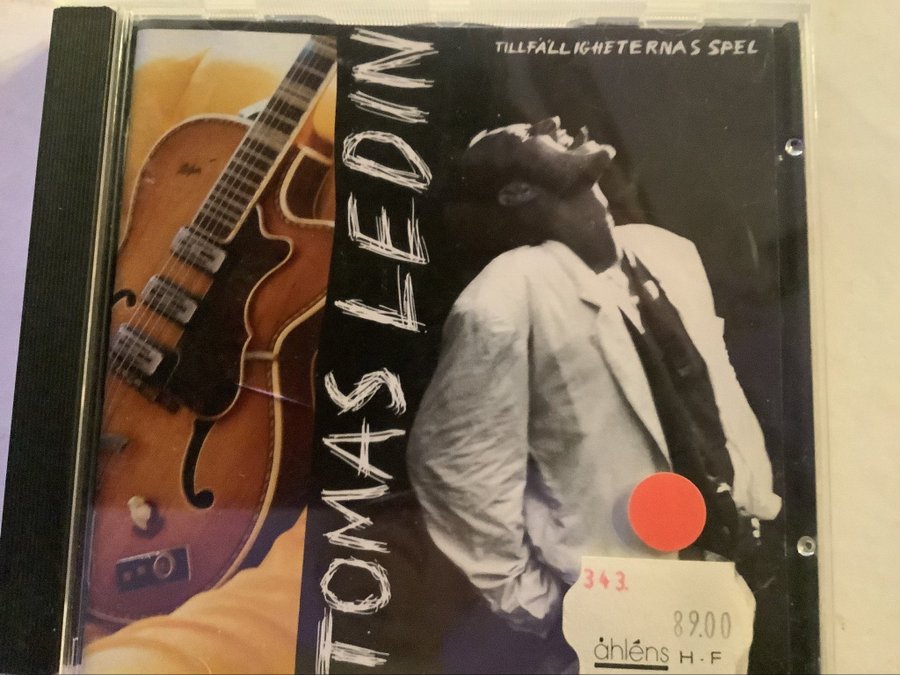 TILLFÄLLIGHETERNAS SPEL
TOMAS LEDIN
343
89.00
åhléns H-F